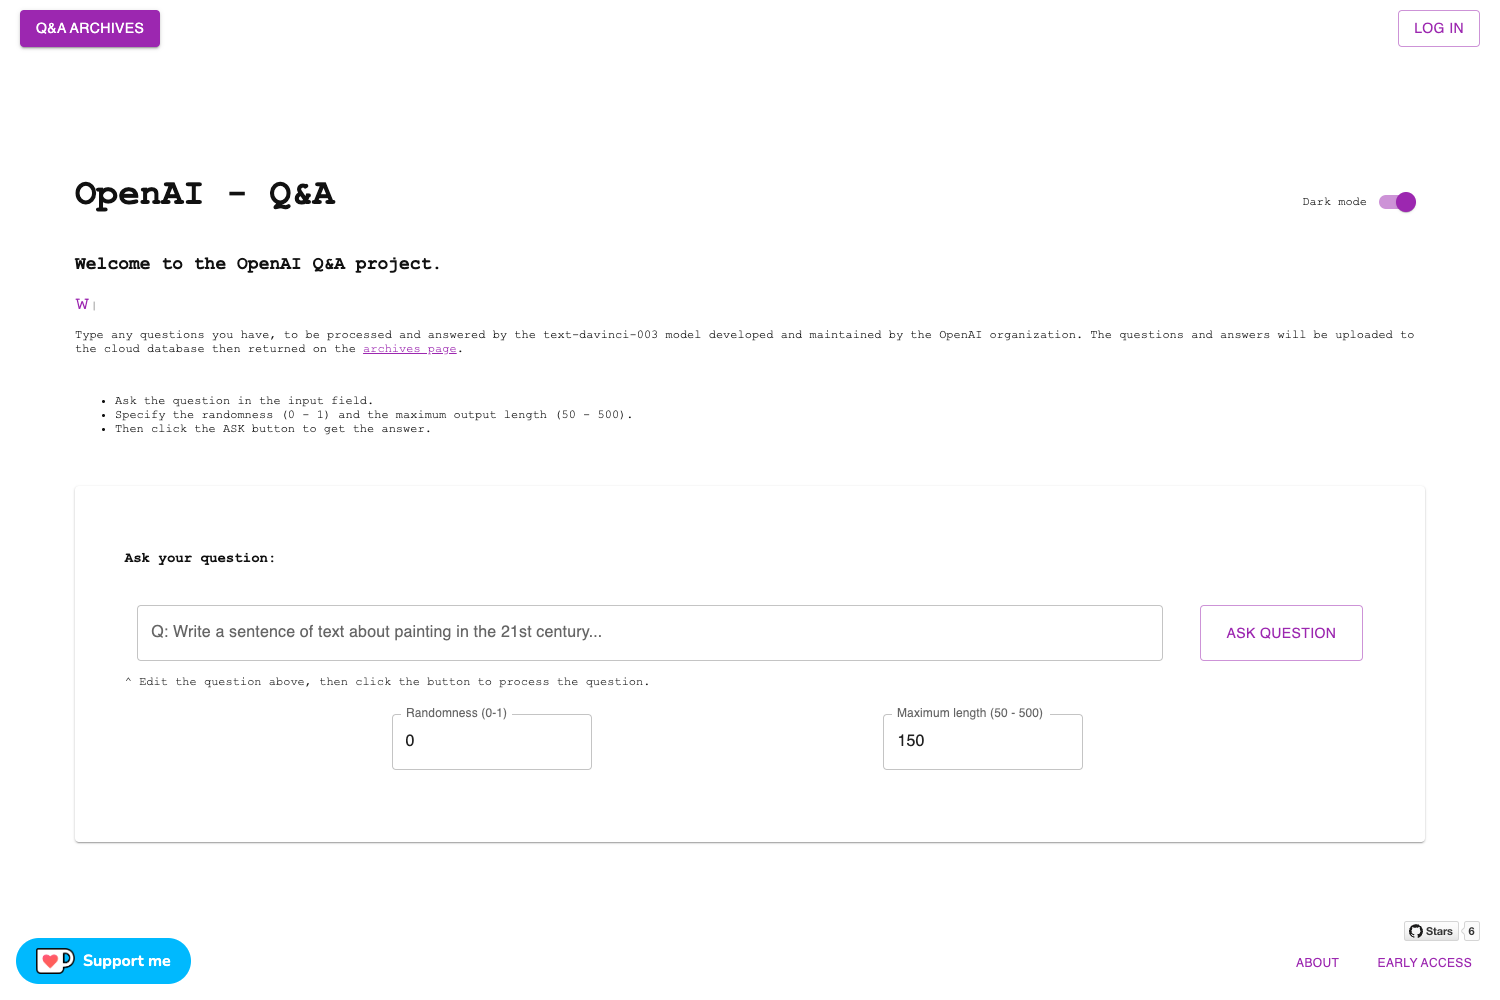 Q&A ARCHIVES
LOG IN
OpenAI - Q&A
Dark mode
Welcome to the OpenAI Q&A project.
W|
Type any questions you have, to be processed and answered by the text-davinci-003 model developed and maintained by the OpenAI organization. The questions and answers will be uploaded to
the cloud database then returned on the archives page.
• Ask the question in the input field.
• Specify the randomness (0 - 1) and the maximum output length (50 - 500).
• Then click the ASK button to get the answer.
Ask your question:
Q: Write a sentence of text about painting in the 21st century...
ASK QUESTION
^ Edit the question above, then click the button to process the question.
Randomness (0-1)
0
Maximum length (50 - 500)
150
Stars 6
Support me
ABOUT
EARLY ACCESS